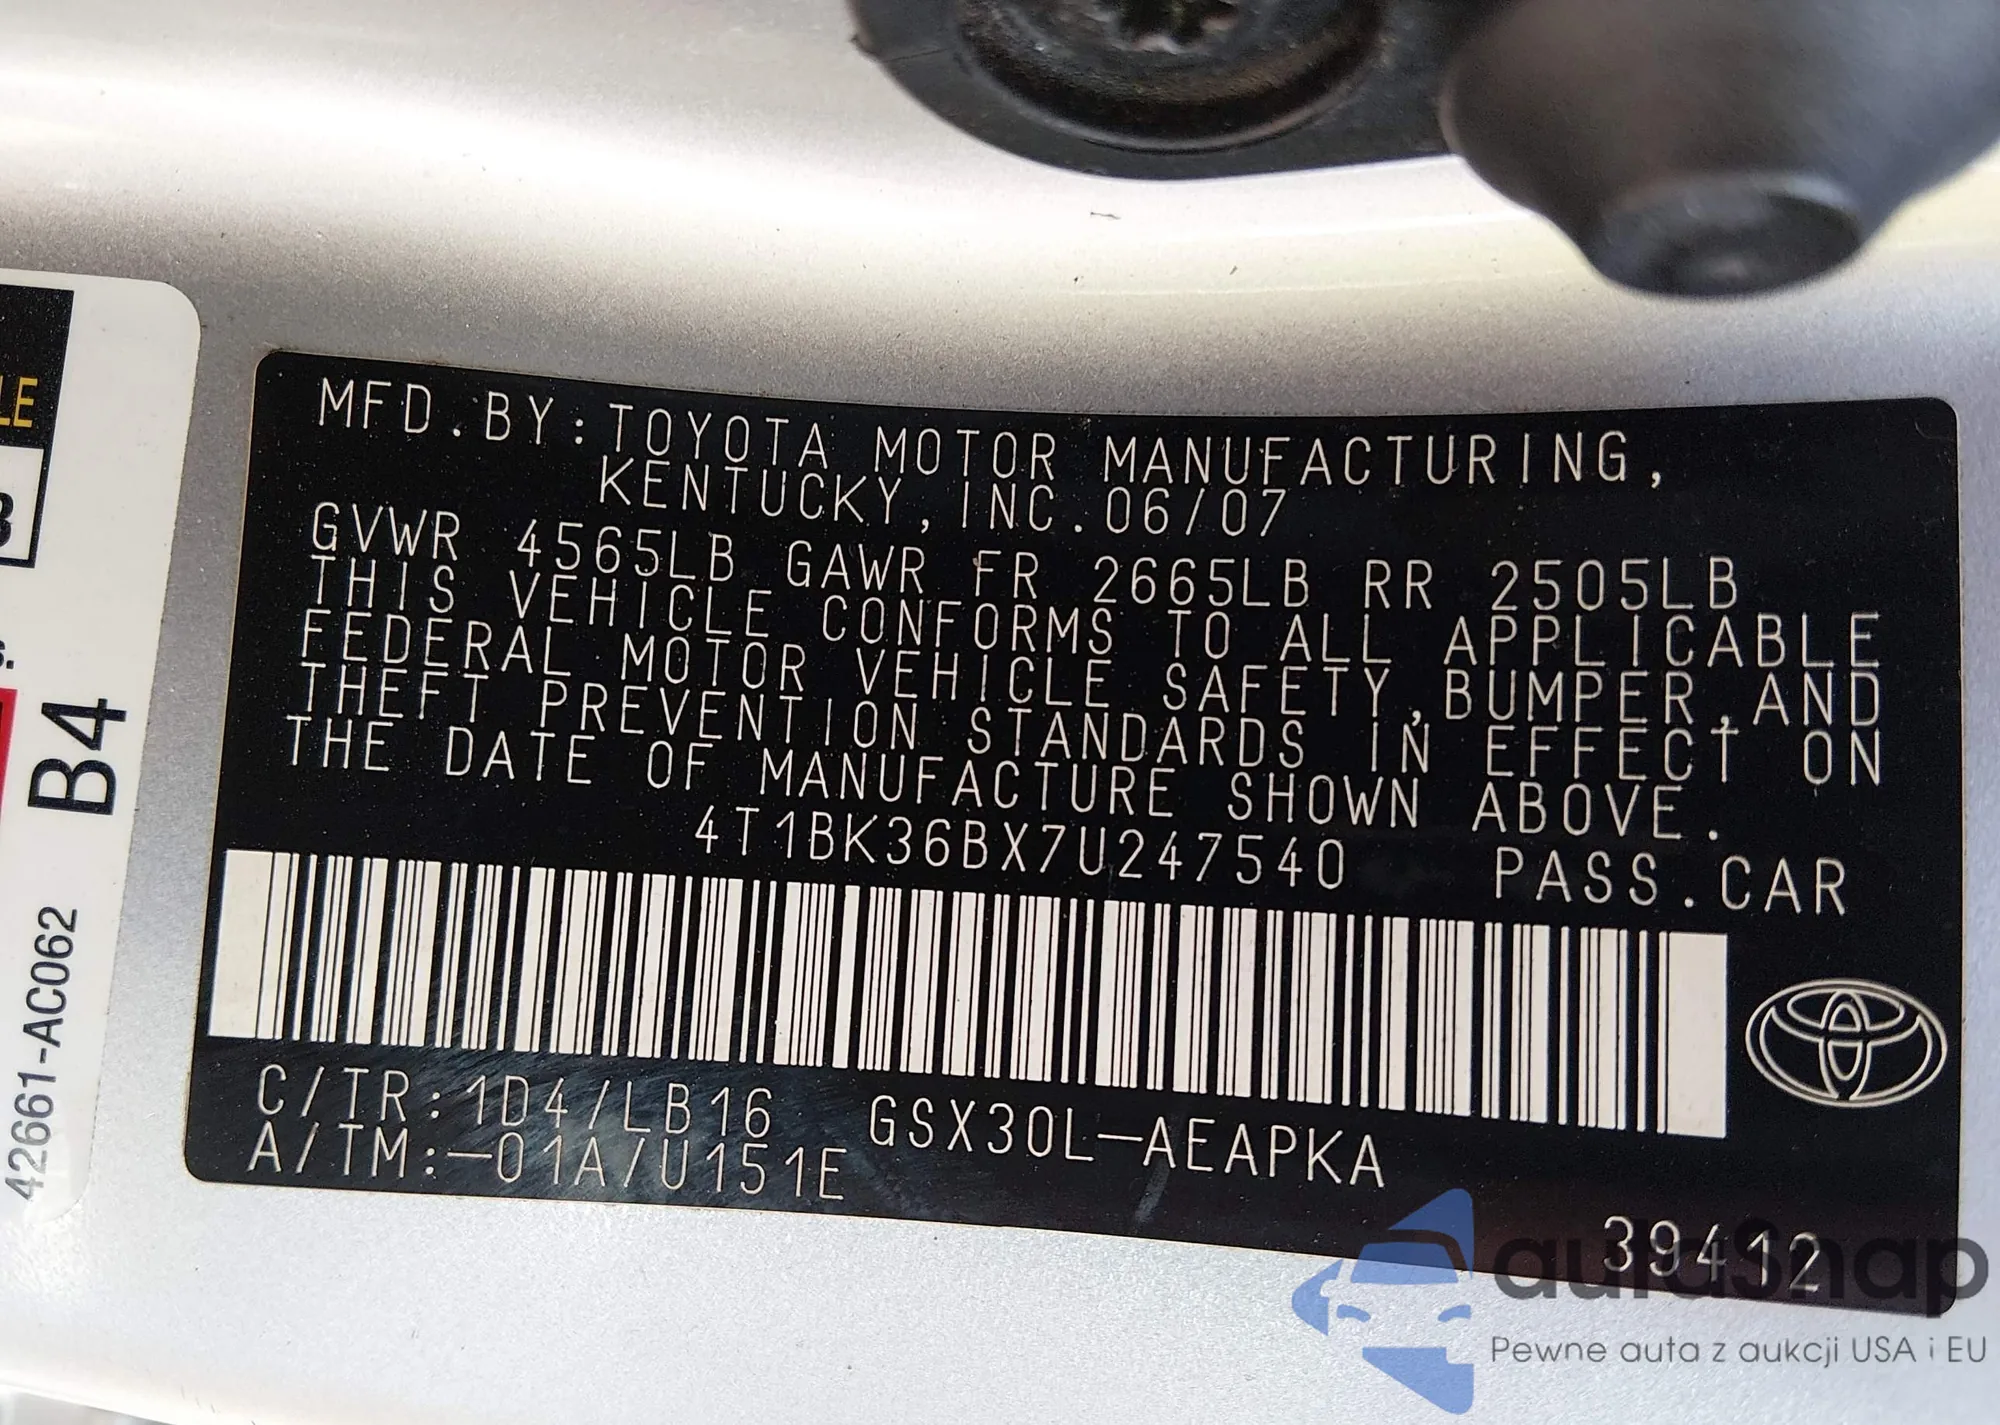 LE
3
s.
B4
42661-AC062
MFD.BY:TOYOTA MOTOR MANUFACTURING,
KENTUCKY,INC.06/07
GVWR 4565LB GAWR FR 2665LB RR 2505LB
THIS VEHICLE CONFORMS TO ALL APPLICABLE
FEDERAL MOTOR VEHICLE SAFETY,BUMPER,AND
THEFT PREVENTION STANDARDS IN EFFECT ON
THE DATE OF MANUFACTURE SHOWN ABOVE.
4T1BK36BX7U247540 PASS.CAR
C/TR:1D4/LB16 GSX30L-AEAPKA
A/TM:-01A/U151E
39412
autosnap
Pewne auta z aukcji USA i EU